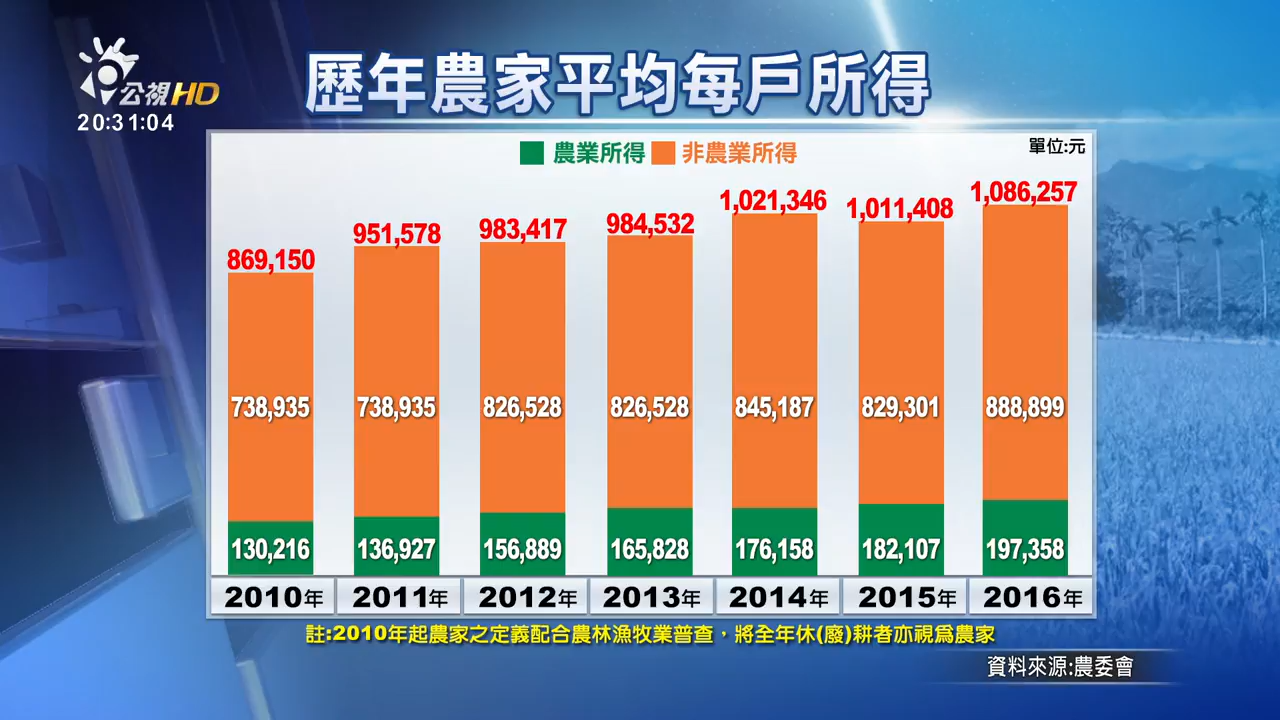 公視HD
20:31:04
歷年農家平均每戶所得
農業所得 非農業所得
單位:元
869,150 951,578 983,417 984,532 1,021,346 1,011,408 1,086,257
738,935 738,935 826,528 826,528 845,187 829,301 888,899
130,216 136,927 156,889 165,828 176,158 182,107 197,358
2010年 2011年 2012年 2013年 2014年 2015年 2016年
註:2010年起農家之定義配合農林漁牧業普查，將全年休(廢)耕者亦視為農家
資料來源:農委會